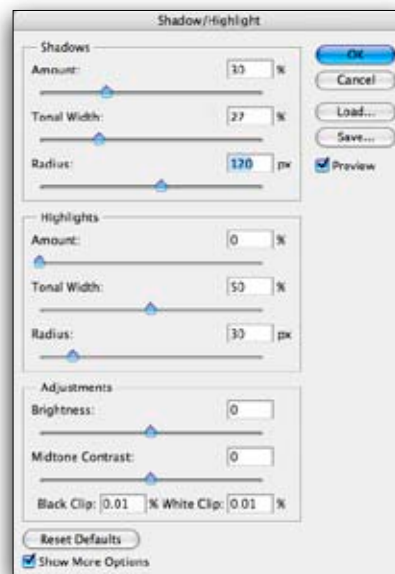 Shadow/Highlight
Shadows
Amount: 30 %
Tonal Width: 27 %
Radius: 120 px
Highlights
Amount: 0 %
Tonal Width: 50 %
Radius: 30 px
Adjustments
Brightness: 0
Midtone Contrast: 0
Black Clip: 0.01 % White Clip: 0.01 %
Reset Defaults
Show More Options
OK
Cancel
Load...
Save...
Preview